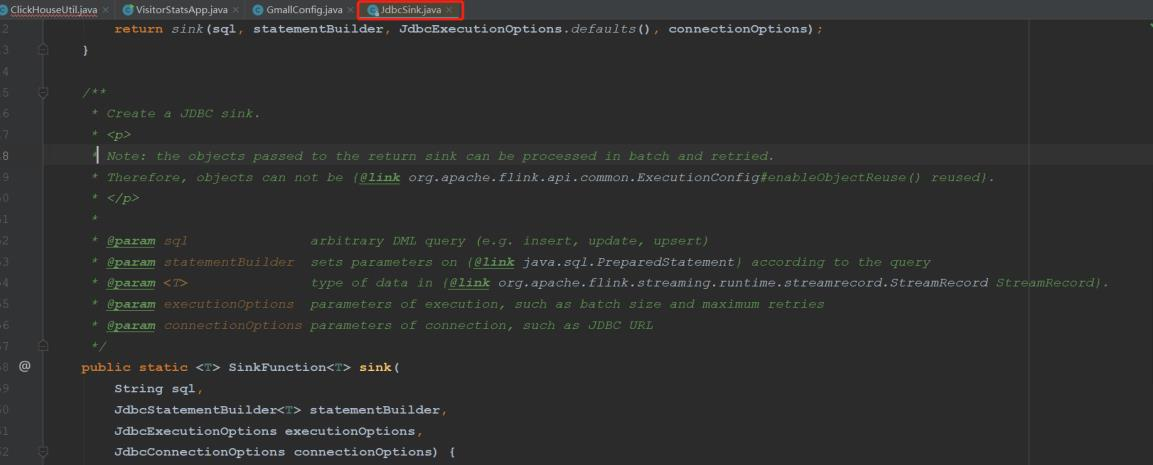 ClickHouseUtil.java × VisitorStatsApp.java × GmallConfig.java × JdbcSink.java ×
2 return sink(sql, statementBuilder, JdbcExecutionOptions.defaults(), connectionOptions);
3 }
4
5 /**
6 * Create a JDBC sink.
7 * <p>
8 * Note: the objects passed to the return sink can be processed in batch and retried.
9 * Therefore, objects can not be {@link org.apache.flink.api.common.ExecutionConfig#enableObjectReuse() reused}.
0 * </p>
1 *
2 * @param sql arbitrary DML query (e.g. insert, update, upsert)
3 * @param statementBuilder sets parameters on {@link java.sql.PreparedStatement} according to the query
4 * @param <T> type of data in {@link org.apache.flink.streaming.runtime.streamrecord.StreamRecord StreamRecord}.
5 * @param executionOptions parameters of execution, such as batch size and maximum retries
6 * @param connectionOptions parameters of connection, such as JDBC URL
7 */
8 @ public static <T> SinkFunction<T> sink(
9 String sql,
0 JdbcStatementBuilder<T> statementBuilder,
1 JdbcExecutionOptions executionOptions,
2 JdbcConnectionOptions connectionOptions) {